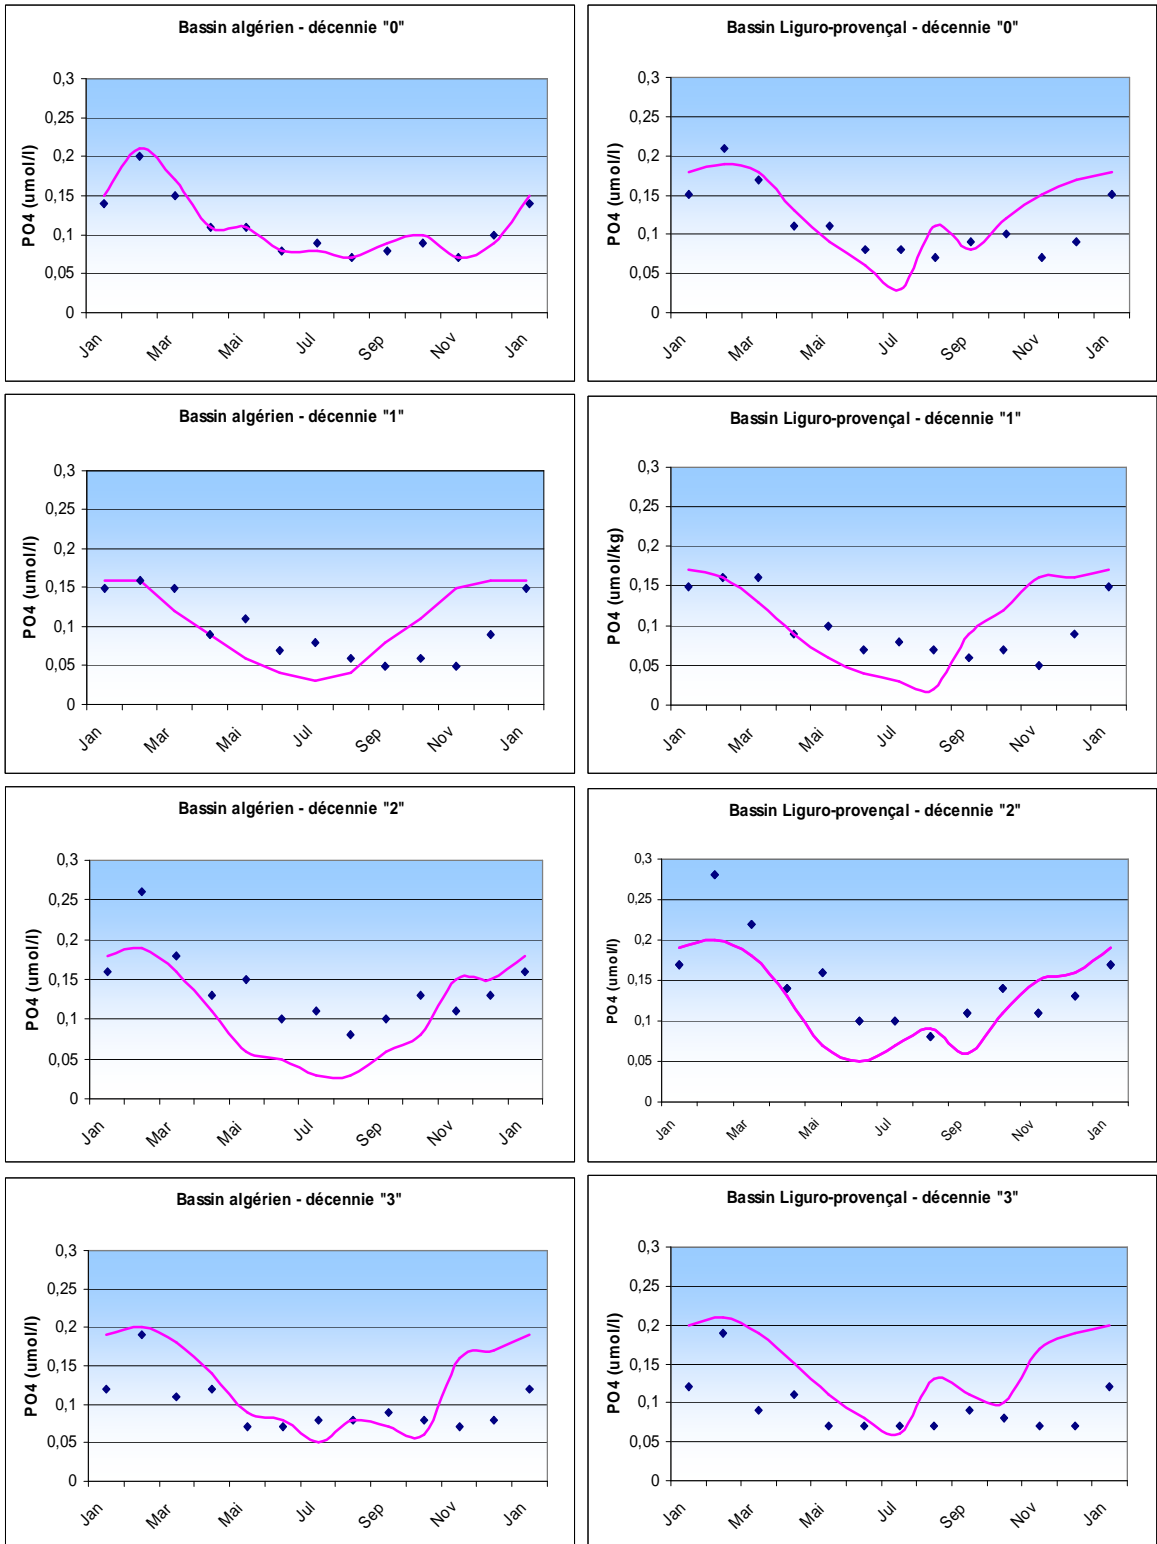 Bassin algérien - décennie "0"
PO4 (umol/l)
0,3
0,25
0,2
0,15
0,1
0,05
0
Jan Mar Mai Jul Sep Nov Jan
Bassin Liguro-provençal - décennie "0"
PO4 (umol/l)
0,3
0,25
0,2
0,15
0,1
0,05
0
Jan Mar Mai Jul Sep Nov Jan
Bassin algérien - décennie "1"
PO4 (umol/l)
0,3
0,25
0,2
0,15
0,1
0,05
0
Jan Mar Mai Jul Sep Nov Jan
Bassin Liguro-provençal - décennie "1"
PO4 (umol/kg)
0,3
0,25
0,2
0,15
0,1
0,05
0
Jan Mar Mai Jul Sep Nov Jan
Bassin algérien - décennie "2"
PO4 (umol/l)
0,3
0,25
0,2
0,15
0,1
0,05
0
Jan Mar Mai Jul Sep Nov Jan
Bassin Liguro-provençal - décennie "2"
PO4 (umol/l)
0,3
0,25
0,2
0,15
0,1
0,05
0
Jan Mar Mai Jul Sep Nov Jan
Bassin algérien - décennie "3"
PO4 (umol/l)
0,3
0,25
0,2
0,15
0,1
0,05
0
Jan Mar Mai Jul Sep Nov Jan
Bassin Liguro-provençal - décennie "3"
PO4 (umol/l)
0,3
0,25
0,2
0,15
0,1
0,05
0
Jan Mar Mai Jul Sep Nov Jan